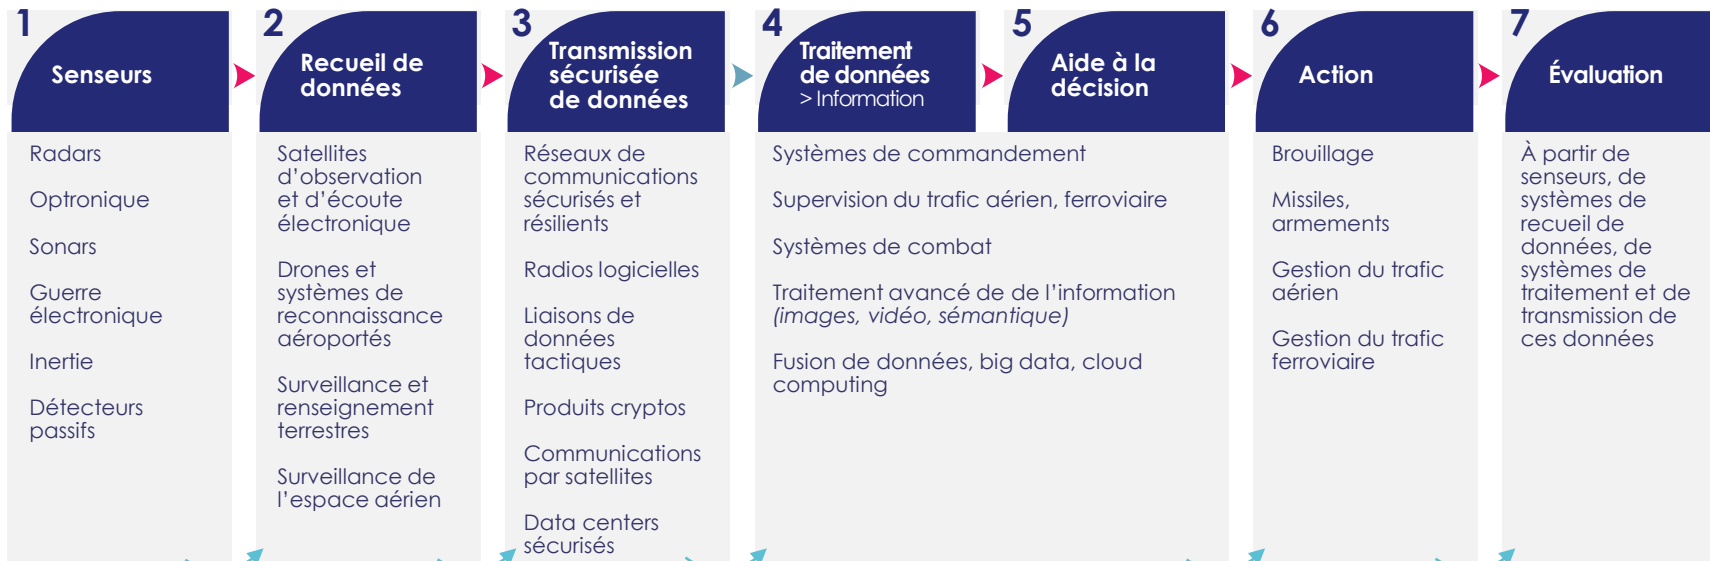 1
Senseurs
Radars
Optronique
Sonars
Guerre
électronique
Inertie
Détecteurs
passifs
2
Recueil de
données
Satellites
d'observation
et d'écoute
électronique
Drones et
systèmes de
reconnaissance
aéroportés
Surveillance et
renseignement
terrestres
Surveillance de
l'espace aérien
3
Transmission
sécurisée
de données
Réseaux de
communications
sécurisés et
résilients
Radios logicielles
Liaisons de
données
tactiques
Produits cryptos
Communications
par satellites
Data centers
sécurisés
4
Traitement
de données
> Information
5
Aide à la
décision
Systèmes de commandement
Supervision du trafic aérien, ferroviaire
Systèmes de combat
Traitement avancé de de l'information
(images, vidéo, sémantique)
Fusion de données, big data, cloud
computing
6
Action
Brouillage
Missiles,
armements
Gestion du trafic
aérien
Gestion du trafic
ferroviaire
7
Évaluation
À partir de
senseurs, de
systèmes de
recueil de
données, de
systèmes de
traitement et de
transmission de
ces données